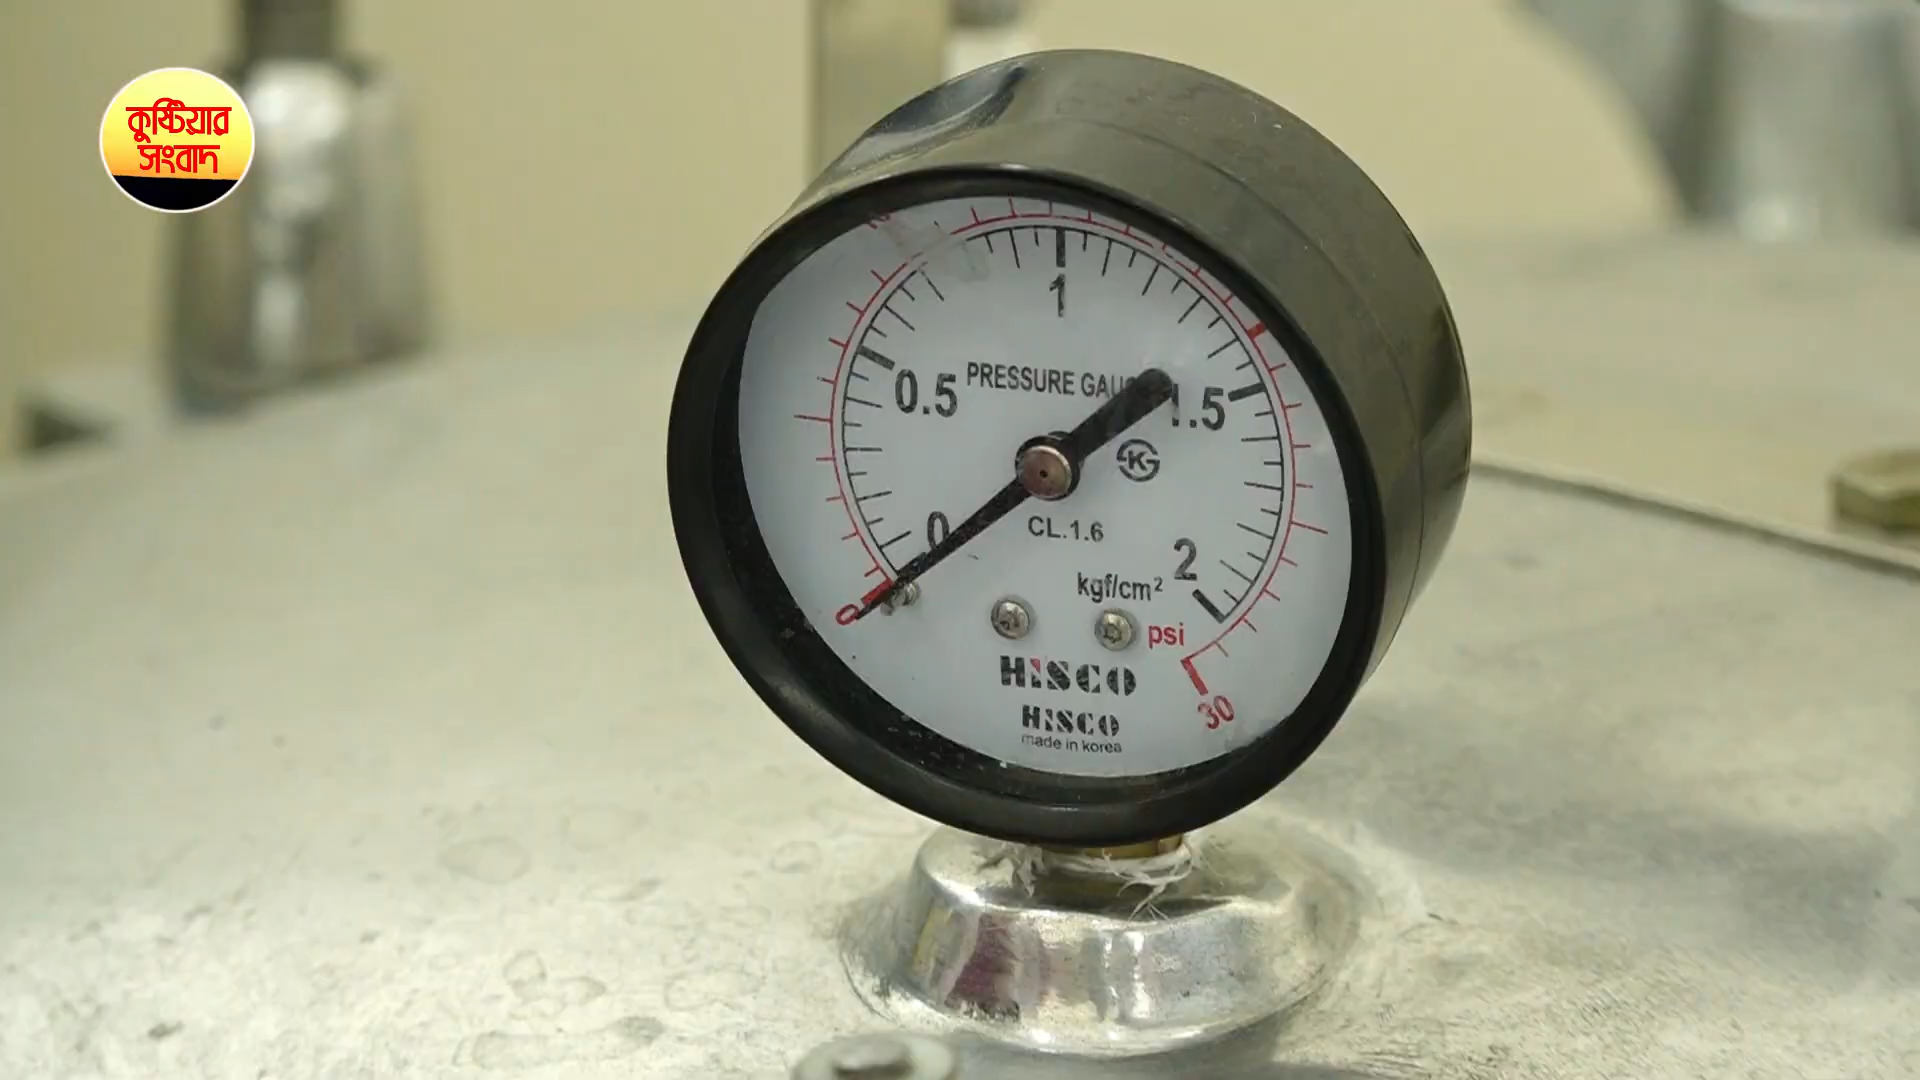 কুষ্টিয়ার
সংবাদ
1
0.5
PRESSURE GAU
1.5
0
CL.1.6
2
kgf/cm²
0
psi
HISCO
30
HISCO
made in korea